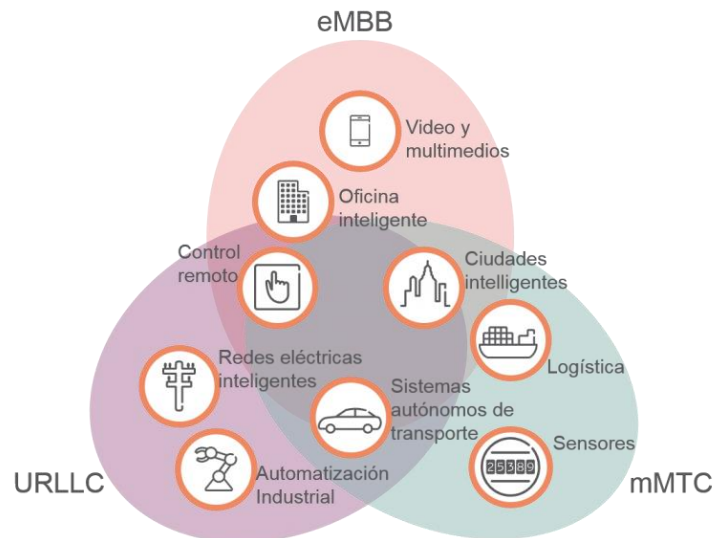 eMBB
Video y
multimedios
Oficina
inteligente
Control
remoto
Ciudades
intelligentes
Redes eléctricas
inteligentes
Logística
Sistemas
autónomos de
transporte
Sensores
25389
Automatización
Industrial
URLLC
mMTC